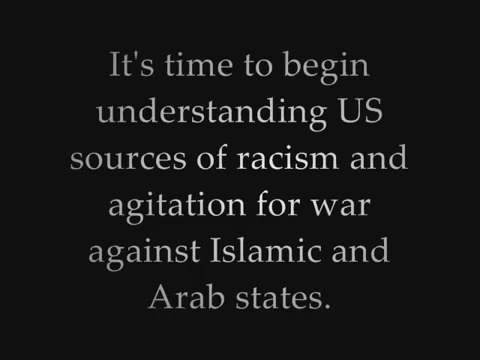 It's time to begin
understanding US
sources of racism and
agitation for war
against Islamic and
Arab states.